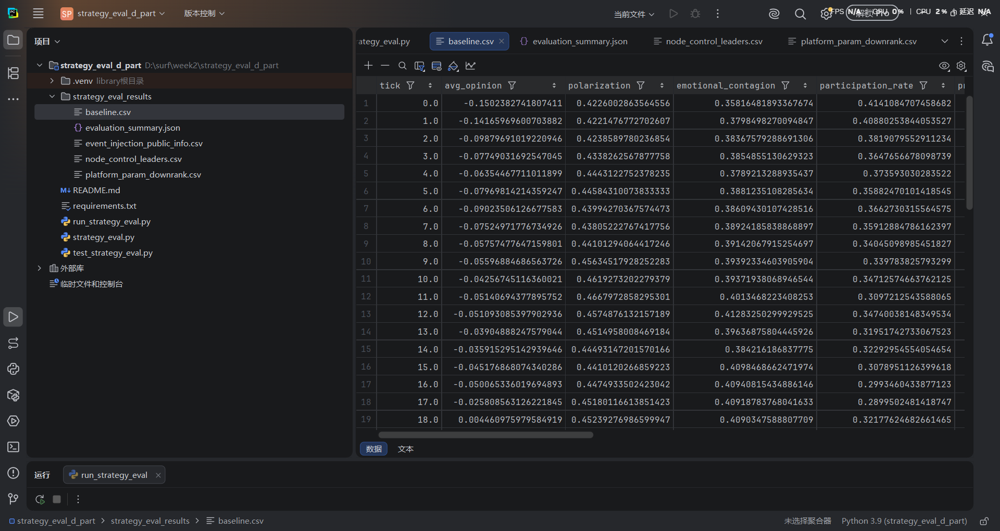 SP strategy_eval_d_part 版本控制 当前文件 FPS N/A GPU 0% | CPU 2% 延迟 N/A
解锁 Pro
项目
rategy_eval.py baseline.csv evaluation_summary.json node_control_leaders.csv platform_param_downrank.csv
strategy_eval_d_part D:\surf\week2\strategy_eval_d_part
.venv library根目录
strategy_eval_results
baseline.csv
evaluation_summary.json
event_injection_public_info.csv
node_control_leaders.csv
platform_param_downrank.csv
README.md
requirements.txt
run_strategy_eval.py
strategy_eval.py
test_strategy_eval.py
外部库
临时文件和控制台
tick avg_opinion polarization emotional_contagion participation_rate
1 0.0 -0.1502382741807411 0.4226002863564556 0.35816481893367674 0.4141084707458682
2 1.0 -0.14165969600703882 0.4221476772702607 0.3798498270094847 0.40880253844053527
3 2.0 -0.09879691019220946 0.4238589780236854 0.38367579288691306 0.3819079552911234
4 3.0 -0.07749031692547045 0.4338262567877758 0.3854855130629323 0.3647656678098739
5 4.0 -0.06354467711011899 0.4443122752378235 0.3789213288935437 0.373593030283522
6 5.0 -0.07969814214359247 0.44584310073833333 0.3881235108285634 0.35882470101418545
7 6.0 -0.09023506126677583 0.43994270367574473 0.38609430107428516 0.3662730315564575
8 7.0 -0.07524971776734926 0.43805222767417756 0.38924185838868897 0.35912884786162397
9 8.0 -0.05757477647159801 0.44101294064417246 0.39142067915254697 0.34045098985451827
10 9.0 -0.05596884686563726 0.45634517928252283 0.39392334603905904 0.339783825793299
11 10.0 -0.04256745116360021 0.4619273202279379 0.39371938068946544 0.34712574663762125
12 11.0 -0.05140694377895752 0.4667972858295301 0.4013468223408253 0.3097212543588065
13 12.0 -0.051093085397902936 0.4574876132157189 0.41283250299929525 0.34740038148349534
14 13.0 -0.03904888247579044 0.4514958008469184 0.39636875804445926 0.31951742733067523
15 14.0 -0.035915295142939646 0.44493147201570166 0.384216186837775 0.32292954554054654
16 15.0 -0.045176868074340286 0.4410120266859223 0.4098468662471974 0.3078951126399618
17 16.0 -0.050065336019694893 0.4474933502423042 0.40940815434886146 0.2993460433877123
18 17.0 -0.025808563126221845 0.45180116613851423 0.40918783768041633 0.2899502481418747
19 18.0 0.004460975979584919 0.45239276986599947 0.4090347588807709 0.32177624682661465
数据 文本
运行 run_strategy_eval
strategy_eval_d_part > strategy_eval_results > baseline.csv 未选择聚合器 Python 3.9 (strategy_eval_d_part)